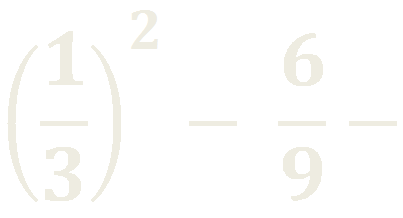 (1/3)² − 6/9 −